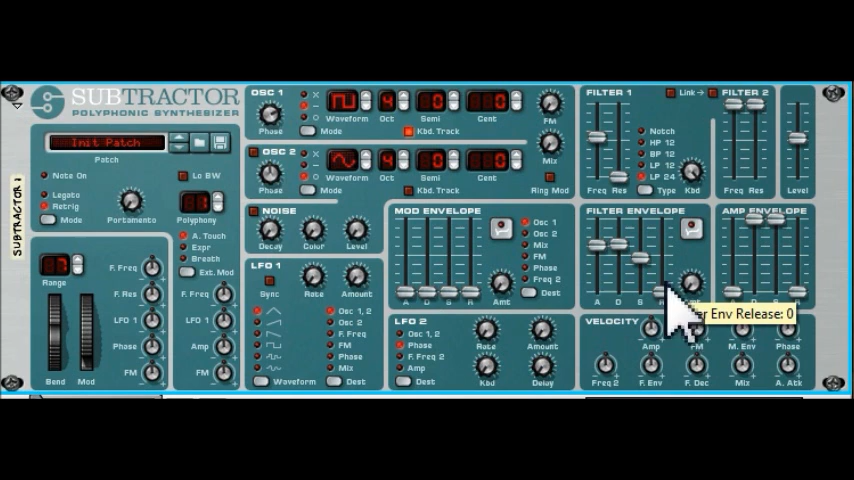 SUBTRACTOR
POLYPHONIC SYNTHESIZER
Init Patch
Patch
Note On
Lo BW
Legato
Retrig
Mode
Portamento
Polyphony
A. Touch
Expr
Breath
Ext. Mod
SUBTRACTOR 1
Range
Bend
Mod
F. Freq
F. Res
LFO 1
Phase
FM
F. Freq
LFO 1
Amp
FM
OSC 1
Phase
Waveform
Oct
Semi
Cent
Mode
Kbd. Track
FM
OSC 2
Phase
Waveform
Oct
Semi
Cent
Mode
Kbd. Track
Mix
Ring Mod
NOISE
Decay
Color
Level
LFO 1
Sync
Rate
Amount
Osc 1, 2
Osc 2
F. Freq
FM
Phase
Mix
Waveform
Dest
MOD ENVELOPE
A D S R
Amt
Osc 1
Osc 2
Mix
FM
Phase
Freq 2
Dest
LFO 2
Osc 1, 2
Phase
F. Freq 2
Amp
Dest
Rate
Amount
Kbd
Delay
FILTER 1
Link
FILTER 2
Notch
HP 12
BP 12
LP 12
LP 24
Type
Freq Res
Kbd
Freq Res
Level
FILTER ENVELOPE
A D S
AMP ENVELOPE
er Env Release: 0
VELOCITY
Amp
FM
M. Env
Phase
Freq 2
F. Env
F. Dec
Mix
A. Atk